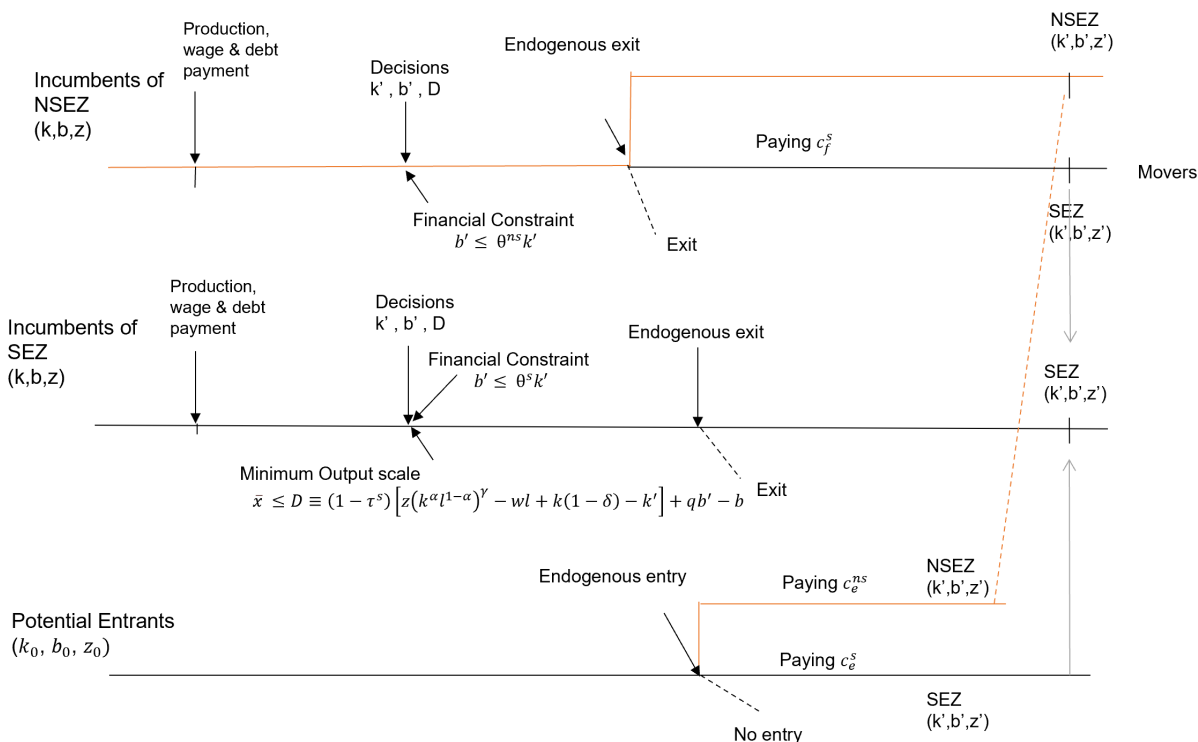 Production,
wage & debt
payment
Incumbents of
NSEZ
(k,b,z)
Decisions
k’ , b’ , D
Endogenous exit
NSEZ
(k’,b’,z’)
Paying c_f^s
Movers
Financial Constraint
b′ ≤ θ^{ns}k′
Exit
SEZ
(k’,b’,z’)
Production,
wage & debt
payment
Incumbents of
SEZ
(k,b,z)
Decisions
k’ , b’ , D
Financial Constraint
b′ ≤ θ^s k′
Endogenous exit
SEZ
(k’,b’,z’)
Minimum Output scale
x̄ ≤ D ≡ (1 − τ^s)[z(k^α l^{1−α})^γ − wl + k(1 − δ) − k′] + qb′ − b
Exit
Endogenous entry
Paying c_e^{ns}
NSEZ
(k’,b’,z’)
Potential Entrants
(k_0, b_0, z_0)
Paying c_e^s
SEZ
(k’,b’,z’)
No entry